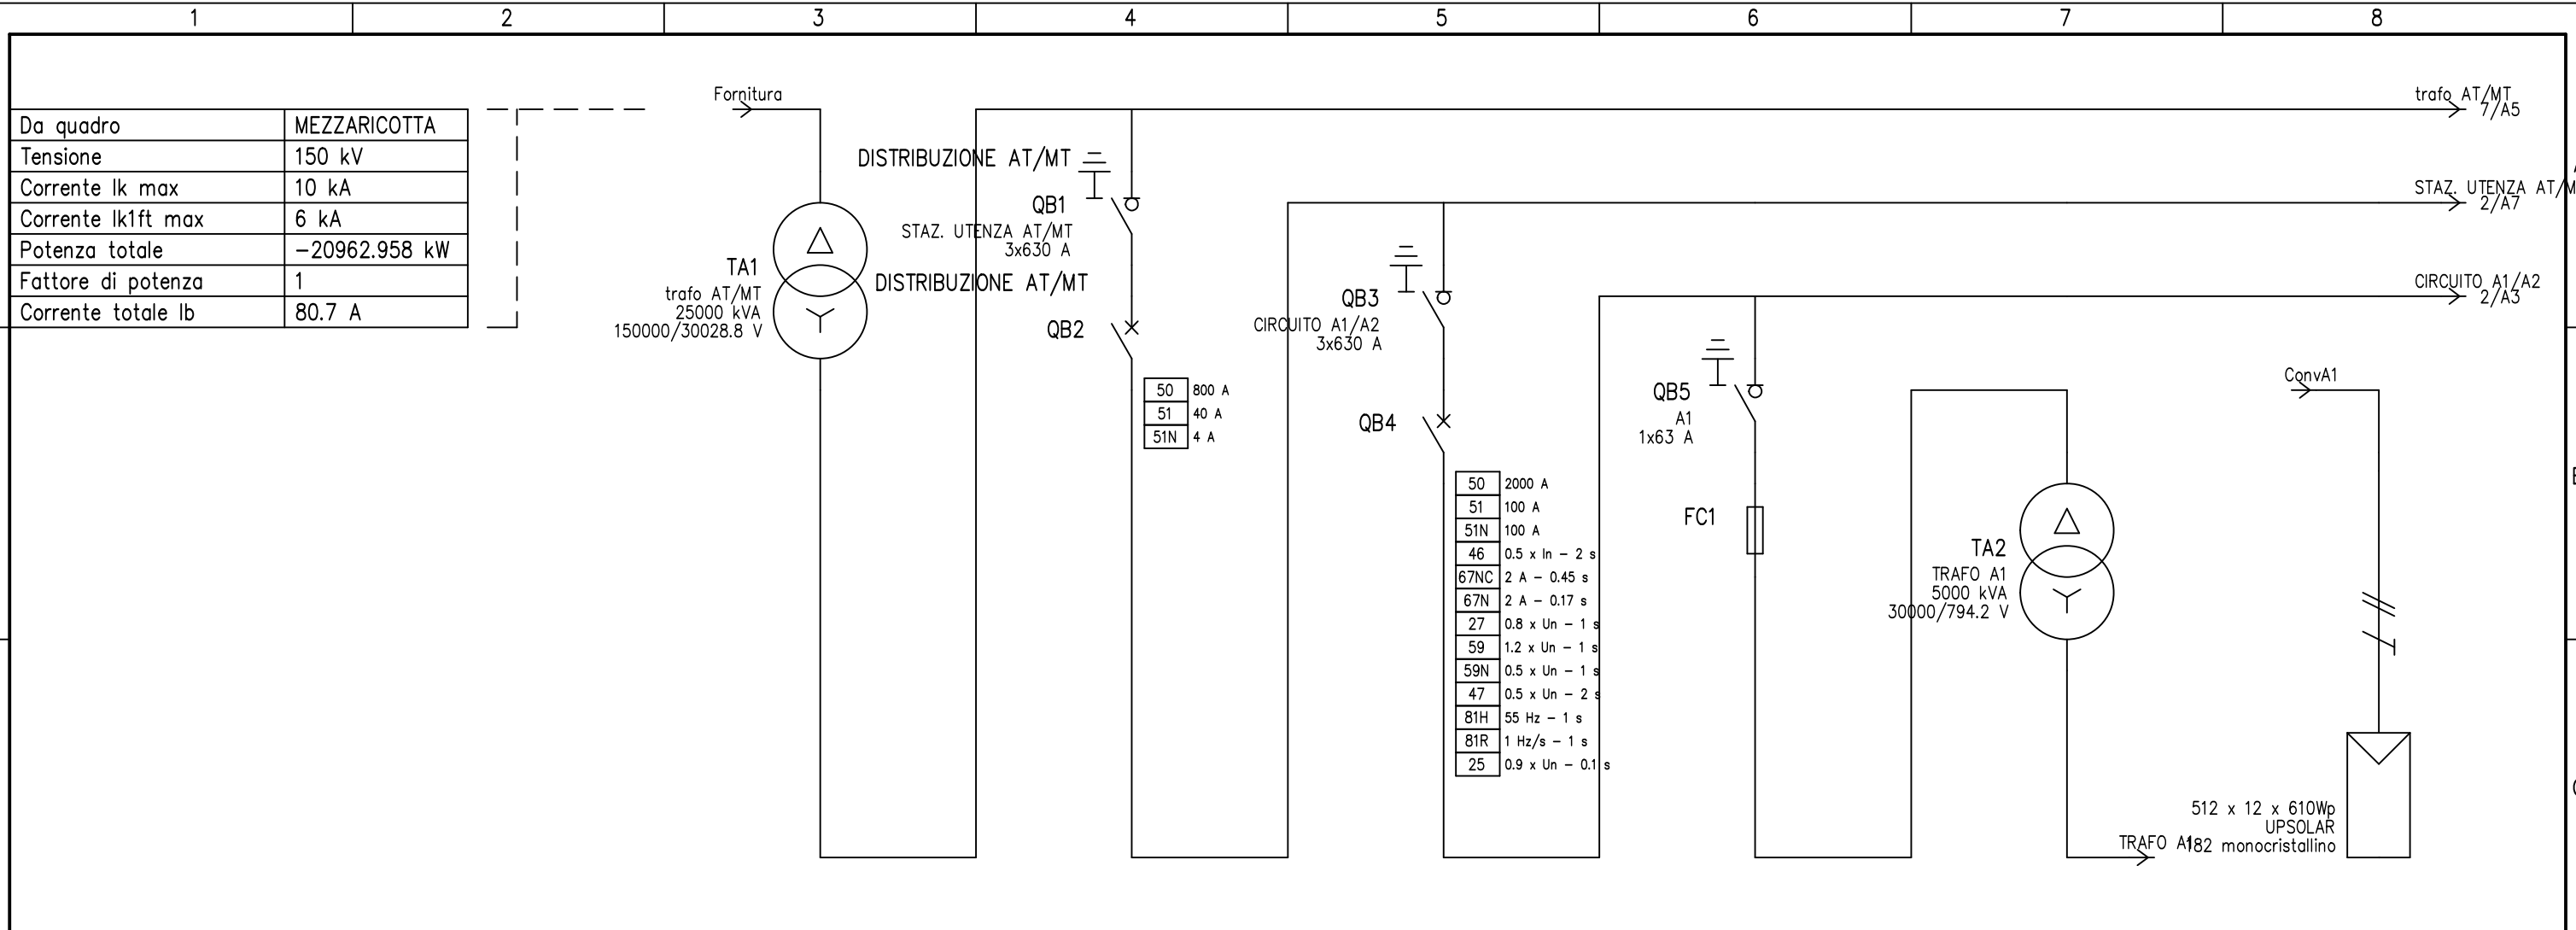 1 2 3 4 5 6 7 8
Da quadro MEZZARICOTTA
Tensione 150 kV
Corrente Ik max 10 kA
Corrente Ik1ft max 6 kA
Potenza totale -20962.958 kW
Fattore di potenza 1
Corrente totale Ib 80.7 A
Fornitura
TA1
trafo AT/MT
25000 kVA
150000/30028.8 V
DISTRIBUZIONE AT/MT
QB1
STAZ. UTENZA AT/MT
3x630 A
DISTRIBUZIONE AT/MT
QB2
50 800 A
51 40 A
51N 4 A
QB3
CIRCUITO A1/A2
3x630 A
QB4
50 2000 A
51 100 A
51N 100 A
46 0.5 x In - 2 s
67NC 2 A - 0.45 s
67N 2 A - 0.17 s
27 0.8 x Un - 1 s
59 1.2 x Un - 1 s
59N 0.5 x Un - 1 s
47 0.5 x Un - 2 s
81H 55 Hz - 1 s
81R 1 Hz/s - 1 s
25 0.9 x Un - 0.1 s
QB5
A1
1x63 A
FC1
TA2
TRAFO A1
5000 kVA
30000/794.2 V
TRAFO A1
trafo AT/MT
7/A5
STAZ. UTENZA AT/M
2/A7
CIRCUITO A1/A2
2/A3
ConvA1
512 x 12 x 610Wp
UPSOLAR
182 monocristallino